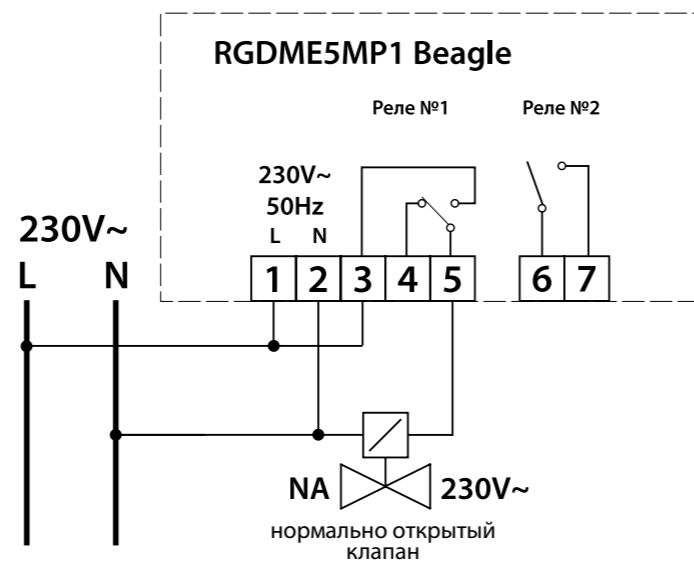 RGDME5MP1 Beagle
Реле №1
Реле №2
230V~
50Hz
L N
230V~
L N
1 2 3 4 5 6 7
NA 230V~
нормально открытый
клапан